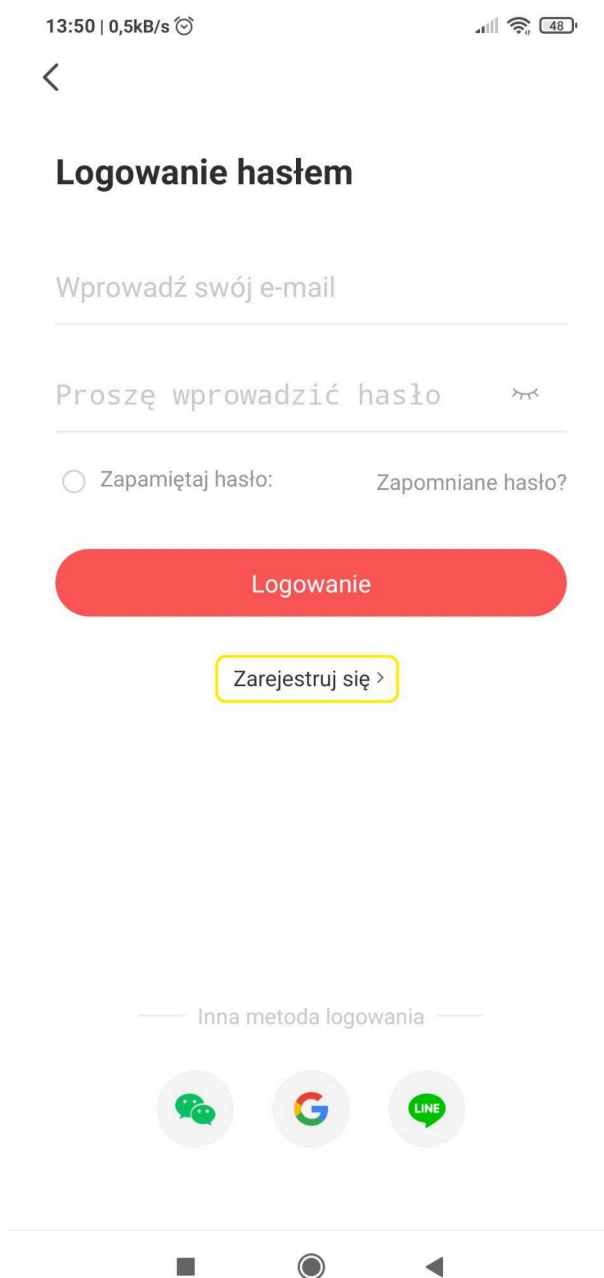 13:50 | 0,5kB/s 48
Logowanie hasłem
Wprowadź swój e-mail
Proszę wprowadzić hasło
Zapamiętaj hasło: Zapomniane hasło?
Logowanie
Zarejestruj się >
Inna metoda logowania
LINE